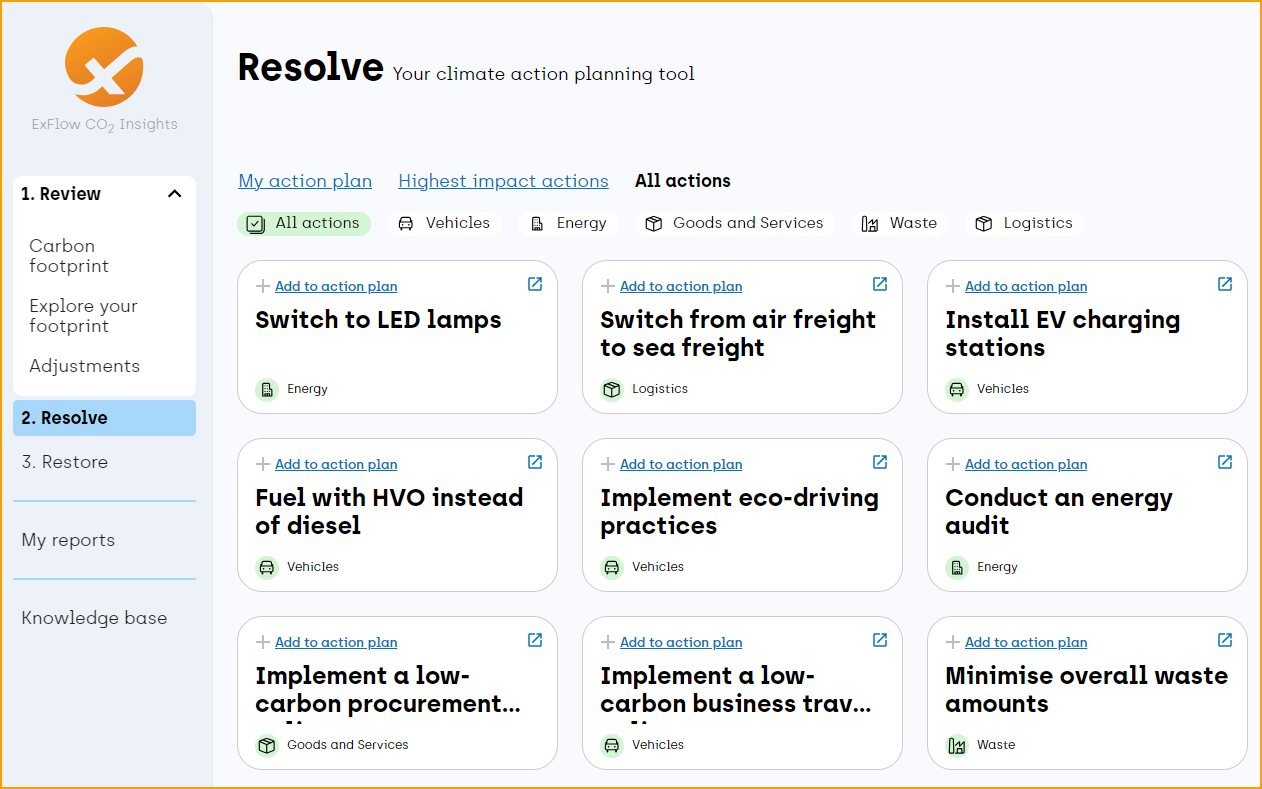 ExFlow CO2 Insights
1. Review
Carbon
footprint
Explore your
footprint
Adjustments
2. Resolve
3. Restore
My reports
Knowledge base
Resolve Your climate action planning tool
My action plan Highest impact actions All actions
All actions Vehicles Energy Goods and Services Waste Logistics
Add to action plan
Switch to LED lamps
Energy
Add to action plan
Switch from air freight
to sea freight
Logistics
Add to action plan
Install EV charging
stations
Vehicles
Add to action plan
Fuel with HVO instead
of diesel
Vehicles
Add to action plan
Implement eco-driving
practices
Vehicles
Add to action plan
Conduct an energy
audit
Energy
Add to action plan
Implement a low-
carbon procurement...
Goods and Services
Add to action plan
Implement a low-
carbon business trav...
Vehicles
Add to action plan
Minimise overall waste
amounts
Waste